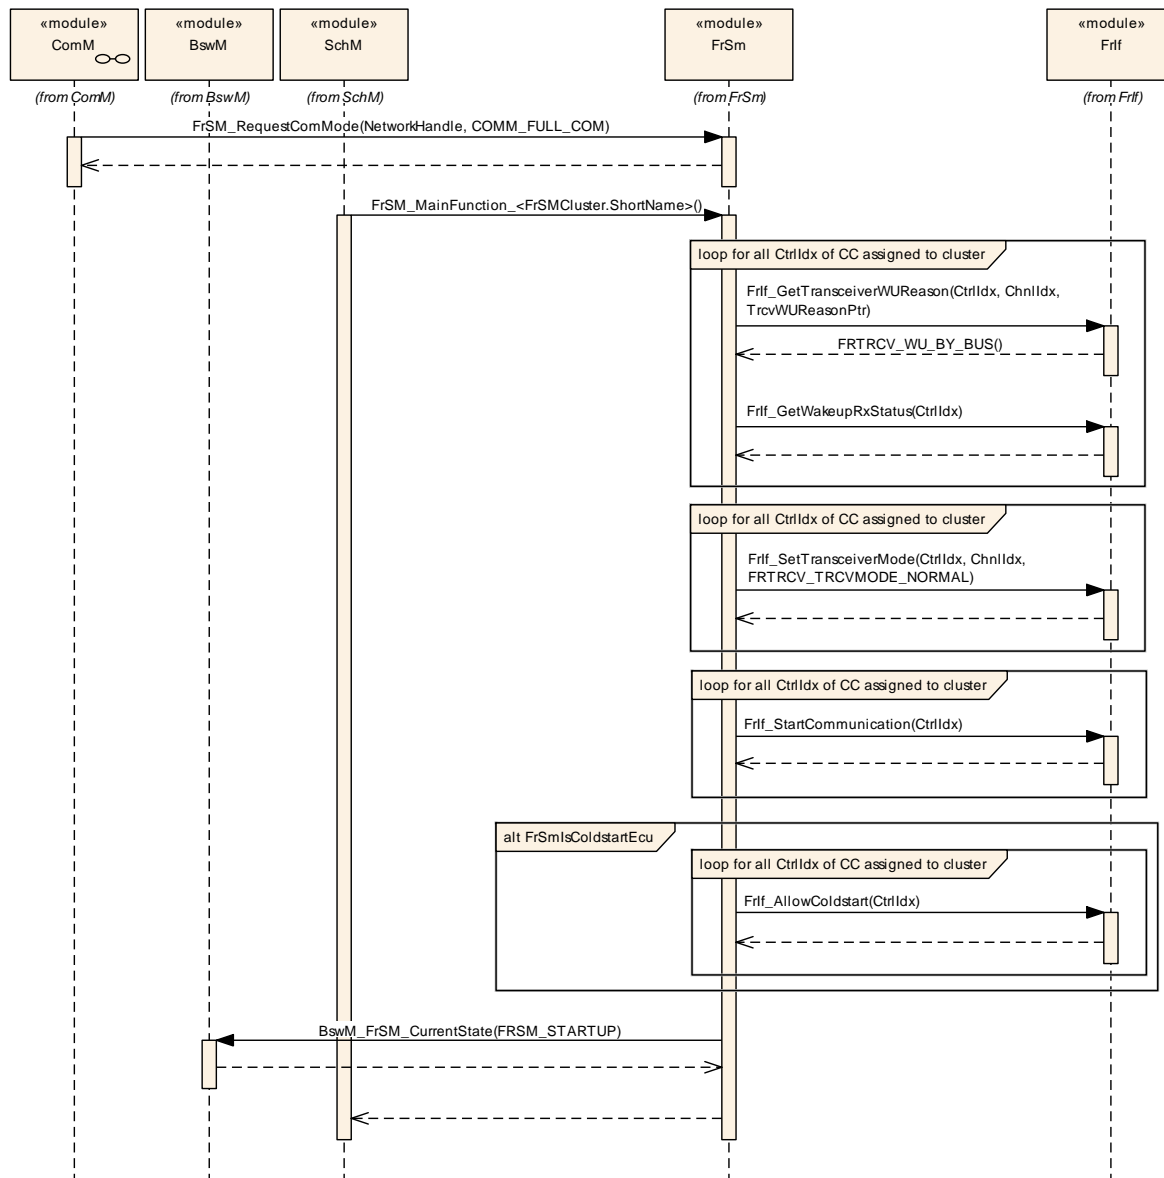 «module» «module» «module» «module» «module»
ComM BswM SchM FrSm FrIf
(from ComM) (from BswM) (from SchM) (from FrSm) (from FrIf)
FrSM_RequestComMode(NetworkHandle, COMM_FULL_COM)
FrSM_MainFunction_<FrSMCluster.ShortName>()
loop for all CtrlIdx of CC assigned to cluster
FrIf_GetTransceiverWUReason(CtrlIdx, ChnlIdx,
TrcvWUReasonPtr)
FRTRCV_WU_BY_BUS()
FrIf_GetWakeupRxStatus(CtrlIdx)
loop for all CtrlIdx of CC assigned to cluster
FrIf_SetTransceiverMode(CtrlIdx, ChnlIdx,
FRTRCV_TRCVMODE_NORMAL)
loop for all CtrlIdx of CC assigned to cluster
FrIf_StartCommunication(CtrlIdx)
alt FrSmIsColdstartEcu
loop for all CtrlIdx of CC assigned to cluster
FrIf_AllowColdstart(CtrlIdx)
BswM_FrSM_CurrentState(FRSM_STARTUP)